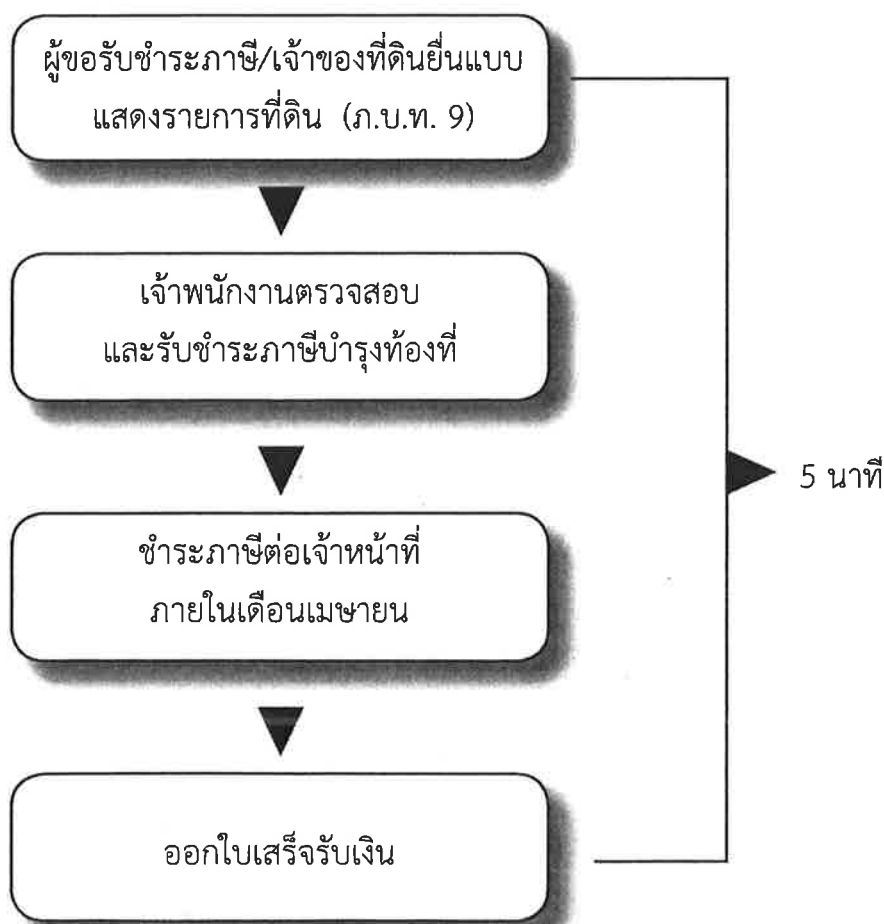 ผู้ขอรับชำระภาษี/เจ้าของที่ดินยื่นแบบ
แสดงรายการที่ดิน (ภ.บ.ท. 9)
เจ้าพนักงานตรวจสอบ
และรับชำระภาษีบำรุงท้องที่
5 นาที
ชำระภาษีต่อเจ้าหน้าที่
ภายในเดือนเมษายน
ออกใบเสร็จรับเงิน